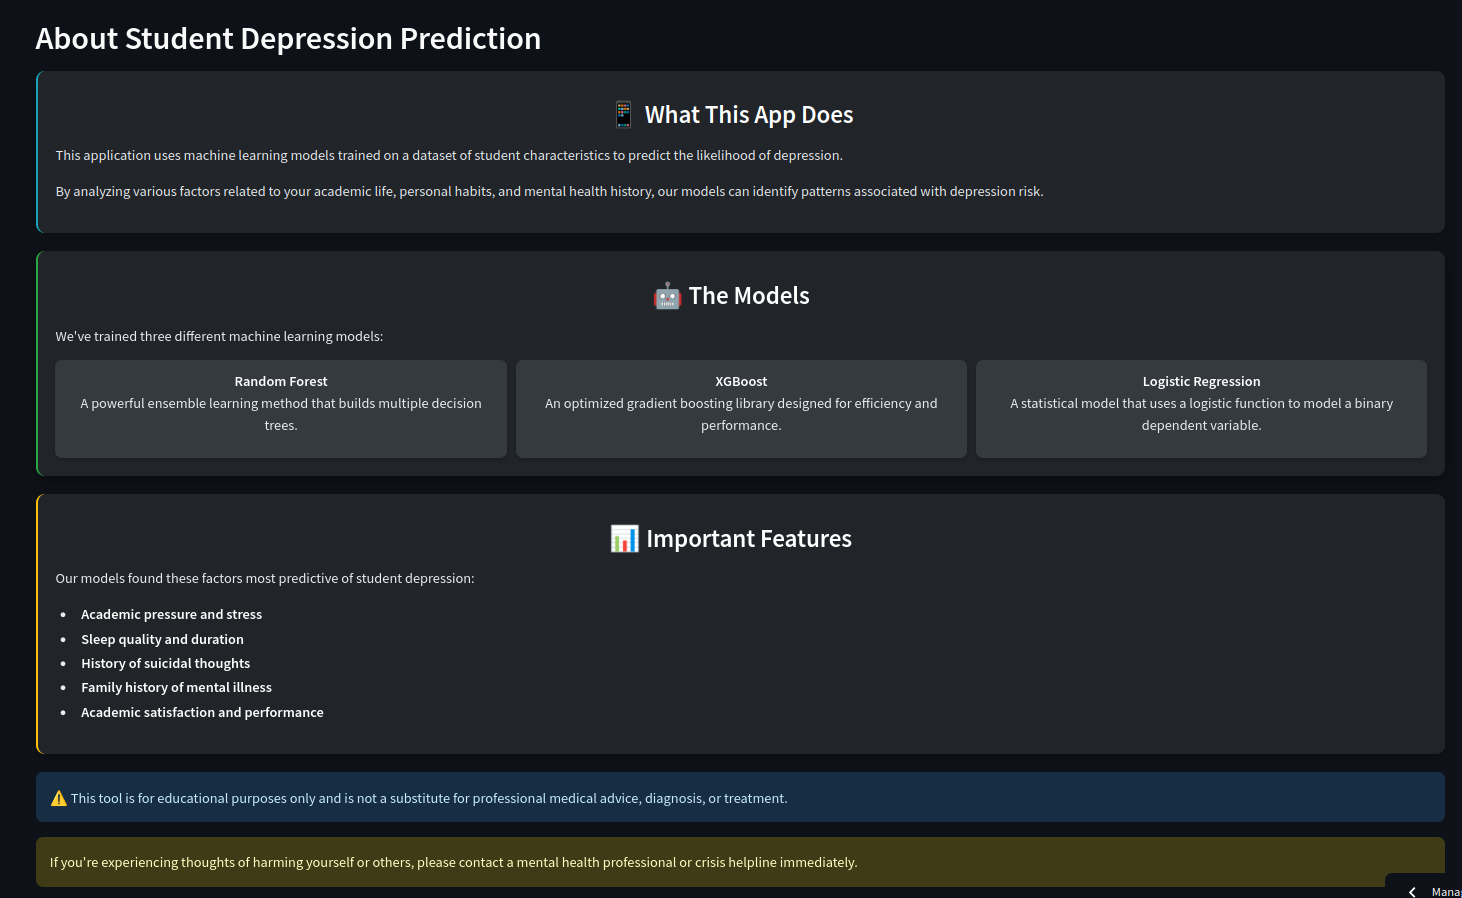 About Student Depression Prediction
📱 What This App Does
This application uses machine learning models trained on a dataset of student characteristics to predict the likelihood of depression.
By analyzing various factors related to your academic life, personal habits, and mental health history, our models can identify patterns associated with depression risk.
🤖 The Models
We've trained three different machine learning models:
Random Forest
A powerful ensemble learning method that builds multiple decision
trees.
XGBoost
An optimized gradient boosting library designed for efficiency and
performance.
Logistic Regression
A statistical model that uses a logistic function to model a binary
dependent variable.
📊 Important Features
Our models found these factors most predictive of student depression:
• Academic pressure and stress
• Sleep quality and duration
• History of suicidal thoughts
• Family history of mental illness
• Academic satisfaction and performance
⚠️ This tool is for educational purposes only and is not a substitute for professional medical advice, diagnosis, or treatment.
If you're experiencing thoughts of harming yourself or others, please contact a mental health professional or crisis helpline immediately.